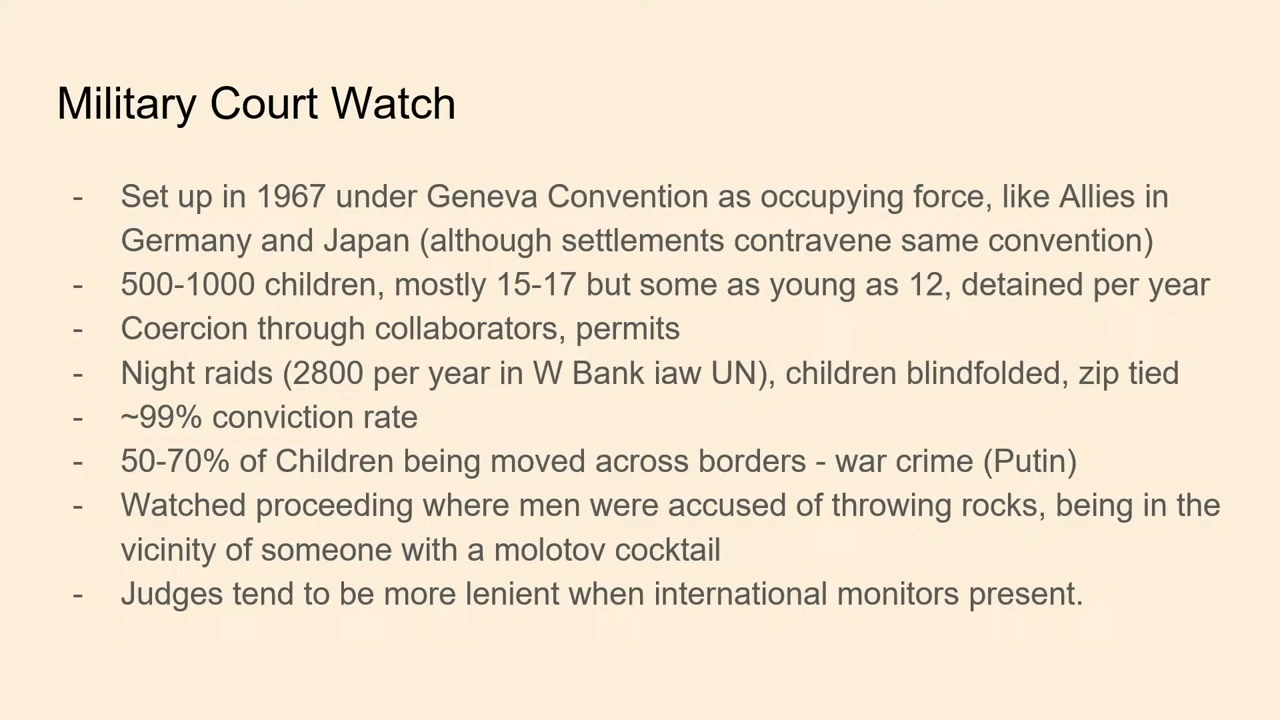 Military Court Watch
- Set up in 1967 under Geneva Convention as occupying force, like Allies in
Germany and Japan (although settlements contravene same convention)
- 500-1000 children, mostly 15-17 but some as young as 12, detained per year
- Coercion through collaborators, permits
- Night raids (2800 per year in W Bank iaw UN), children blindfolded, zip tied
- ~99% conviction rate
- 50-70% of Children being moved across borders - war crime (Putin)
- Watched proceeding where men were accused of throwing rocks, being in the
vicinity of someone with a molotov cocktail
- Judges tend to be more lenient when international monitors present.